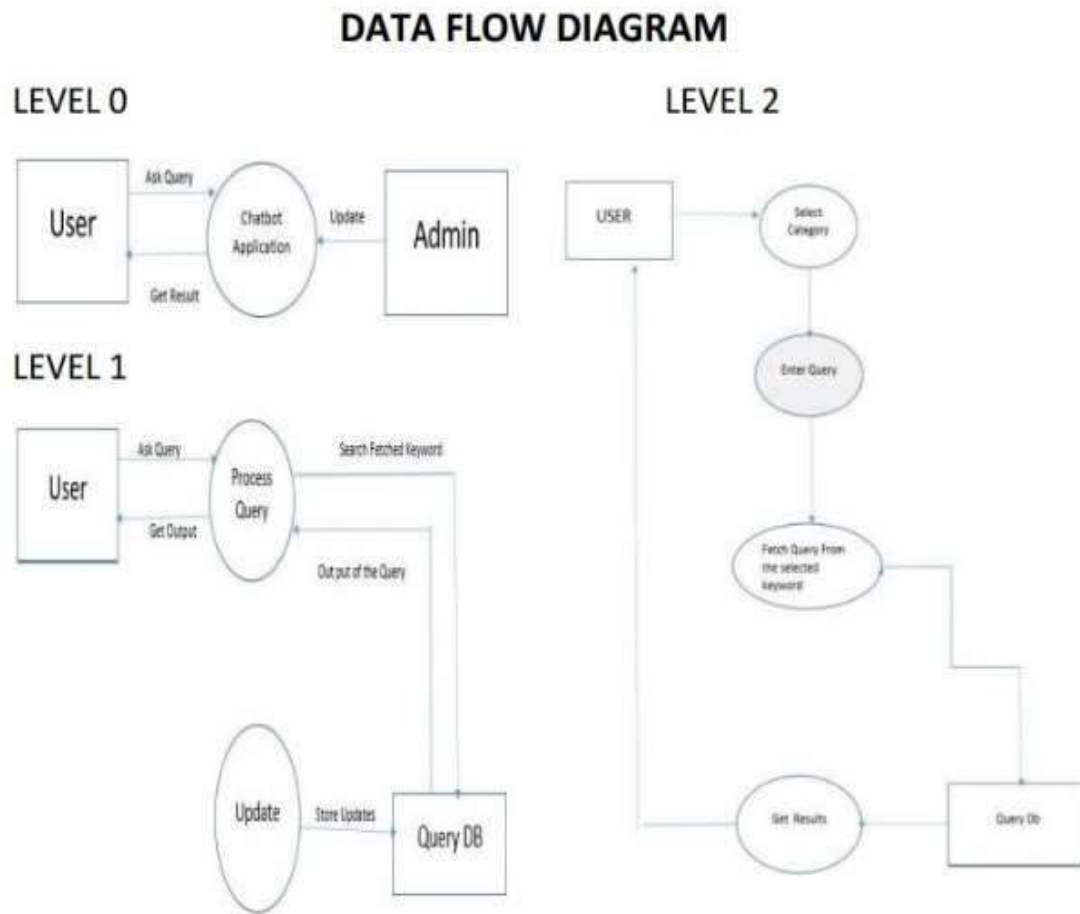 DATA FLOW DIAGRAM
LEVEL 0
User
Ask Query
Get Result
Chatbot
Application
Update
Admin
LEVEL 1
User
Ask Query
Get Output
Process
Query
Search Fetched Keyword
Out put of the Query
Update
Store Updates
Query DB
LEVEL 2
USER
Select
Category
Enter Query
Fetch Query From
the selected
keyword
Query Db
Get Results